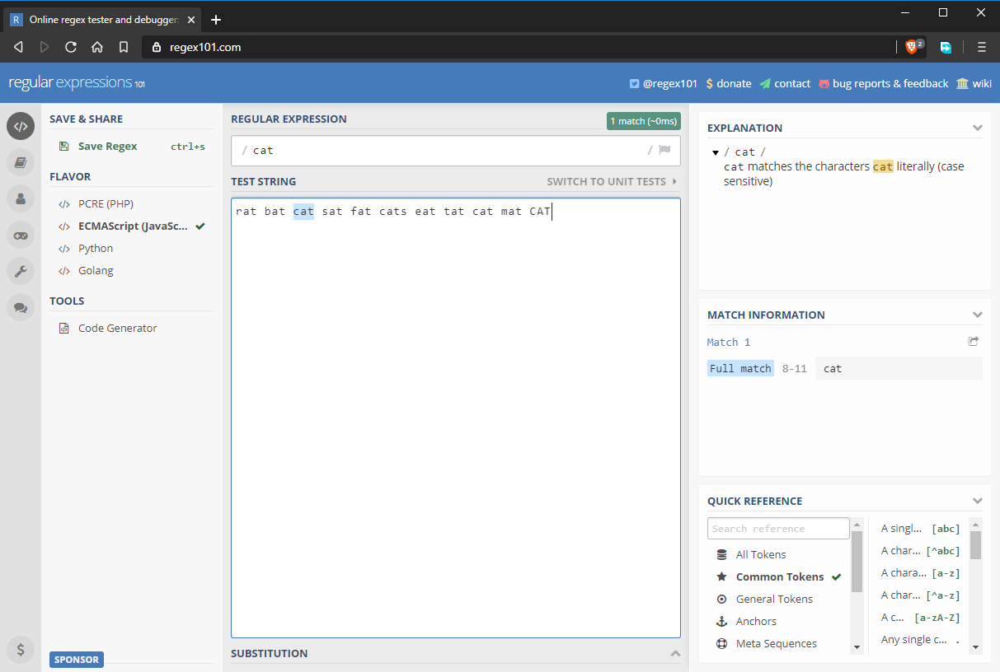 R Online regex tester and debugger:
regex101.com
2
regular expressions 101
@regex101 $ donate contact bug reports & feedback wiki
SAVE & SHARE
Save Regex ctrl+s
FLAVOR
</> PCRE (PHP)
</> ECMAScript (JavaSc...
</> Python
</> Golang
TOOLS
Code Generator
$
SPONSOR
REGULAR EXPRESSION 1 match (~0ms)
/ cat /
TEST STRING SWITCH TO UNIT TESTS
rat bat cat sat fat cats eat tat cat mat CAT
SUBSTITUTION
EXPLANATION
/ cat /
cat matches the characters cat literally (case
sensitive)
MATCH INFORMATION
Match 1
Full match 8-11 cat
QUICK REFERENCE
Search reference
All Tokens
Common Tokens
General Tokens
Anchors
Meta Sequences
A singl... [abc]
A char... [^abc]
A chara... [a-z]
A char... [^a-z]
A c... [a-zA-Z]
Any single c... .